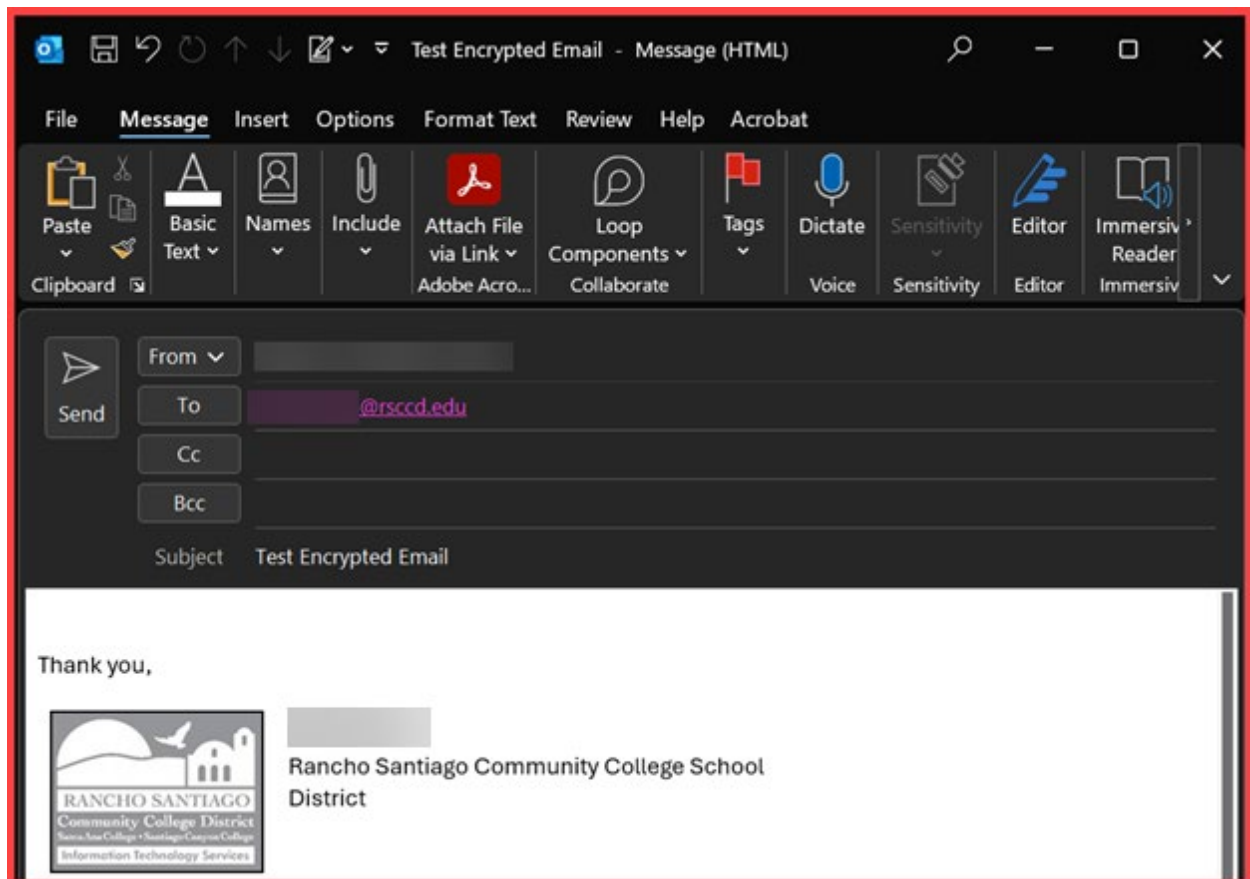 Test Encrypted Email - Message (HTML)
File Message Insert Options Format Text Review Help Acrobat
Paste
Basic Text
Names
Include
Attach File via Link
Loop Components
Tags
Dictate
Sensitivity
Editor
Immersiv
Reader
Clipboard
Adobe Acro...
Collaborate
Voice
Sensitivity
Editor
Immersiv
Send
From
To @rsccd.edu
Cc
Bcc
Subject Test Encrypted Email
Thank you,
Rancho Santiago Community College School
District
RANCHO SANTIAGO
Community College District
Santa Ana College • Santiago Canyon College
Information Technology Services